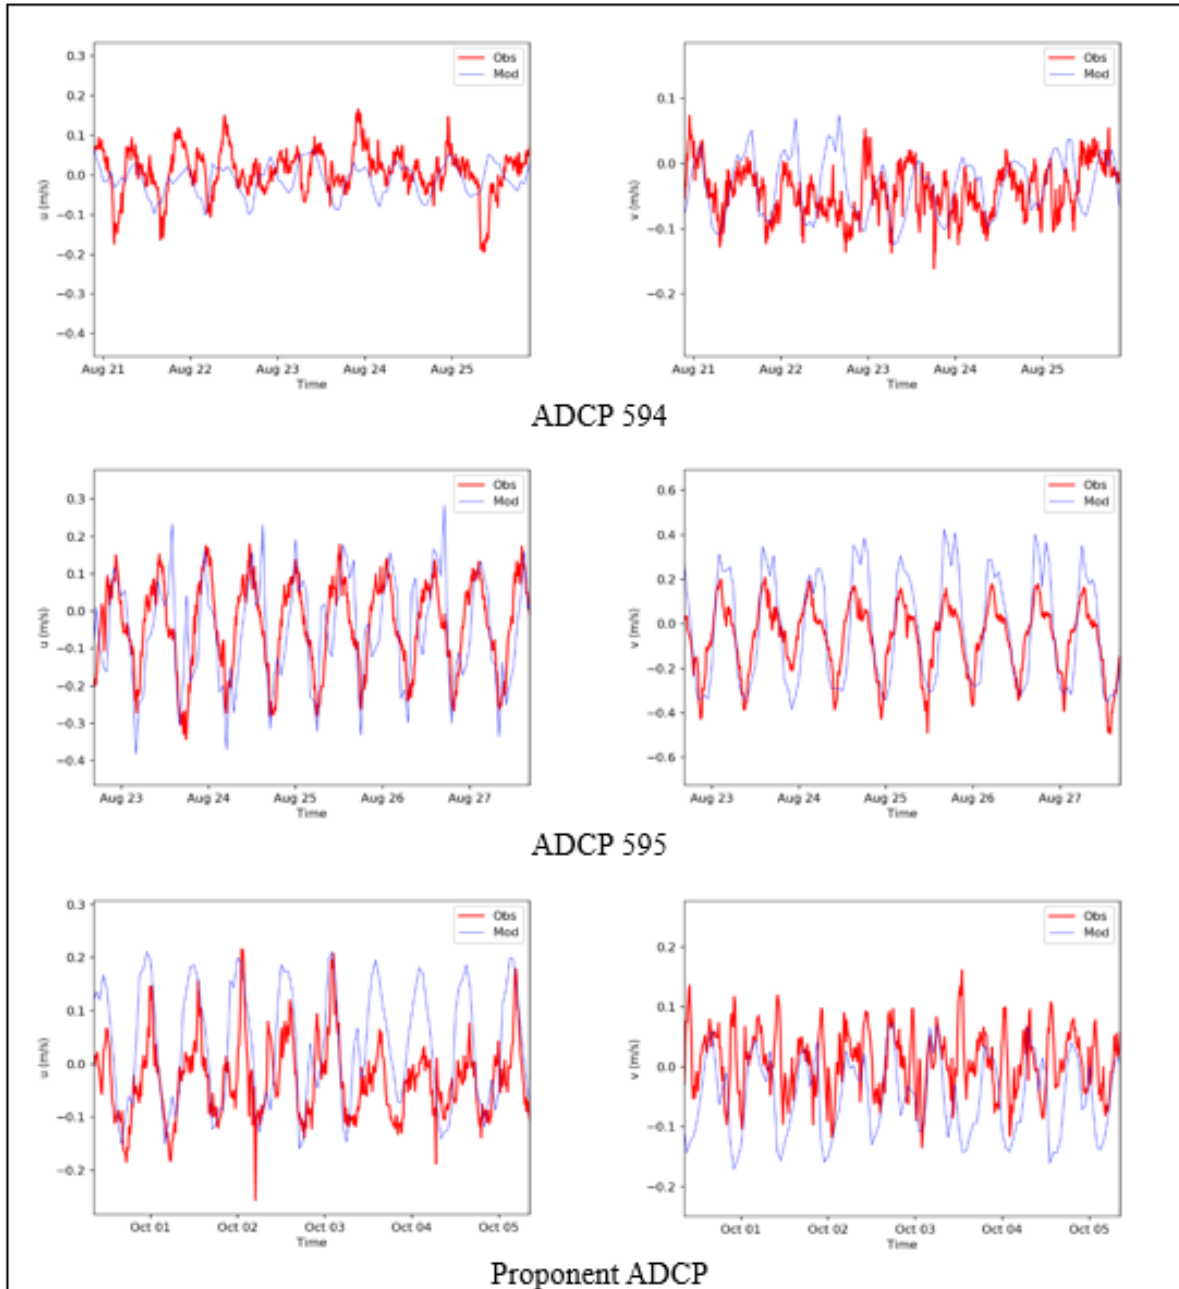 0.3
0.2
0.1
0.0
−0.1
−0.2
−0.3
−0.4
u (m/s)
Obs
Mod
Aug 21 Aug 22 Aug 23 Aug 24 Aug 25
Time
0.1
0.0
−0.1
−0.2
v (m/s)
Obs
Mod
Aug 21 Aug 22 Aug 23 Aug 24 Aug 25
Time
ADCP 594
0.3
0.2
0.1
0.0
−0.1
−0.2
−0.3
−0.4
u (m/s)
Obs
Mod
Aug 23 Aug 24 Aug 25 Aug 26 Aug 27
Time
0.6
0.4
0.2
0.0
−0.2
−0.4
−0.6
v (m/s)
Obs
Mod
Aug 23 Aug 24 Aug 25 Aug 26 Aug 27
Time
ADCP 595
0.3
0.2
0.1
0.0
−0.1
−0.2
u (m/s)
Obs
Mod
Oct 01 Oct 02 Oct 03 Oct 04 Oct 05
Time
0.2
0.1
0.0
−0.1
−0.2
v (m/s)
Obs
Mod
Oct 01 Oct 02 Oct 03 Oct 04 Oct 05
Time
Proponent ADCP